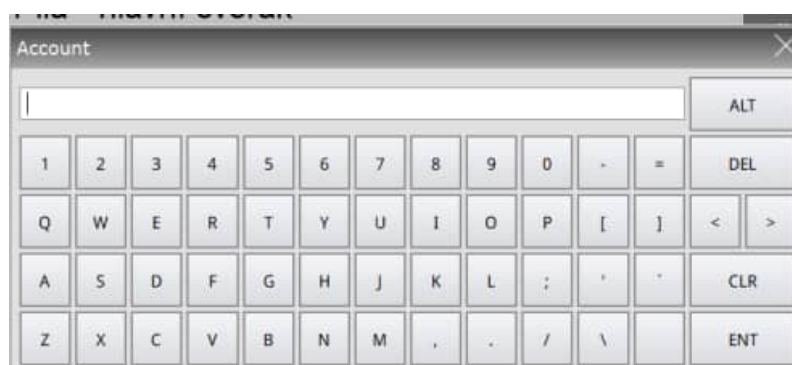 Account
ALT
1 2 3 4 5 6 7 8 9 0 - = DEL
Q W E R T Y U I O P [ ] < >
A S D F G H J K L ; ' ` CLR
Z X C V B N M , . / \ ENT